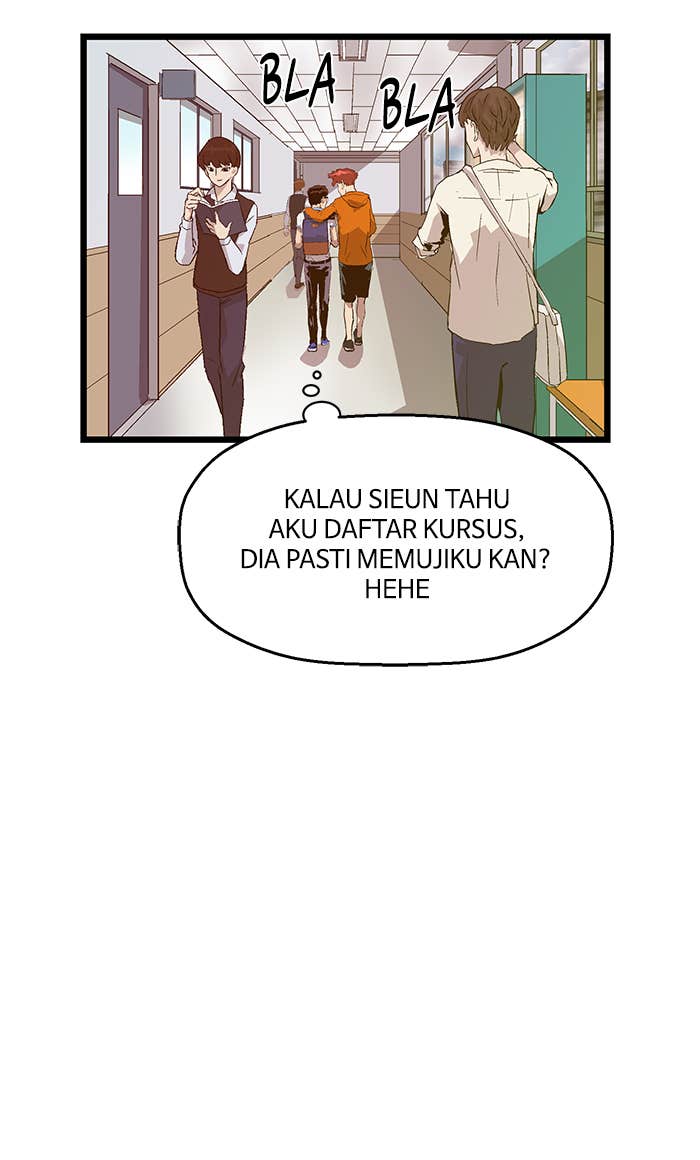 BLA
BLA
KALAU SIEUN TAHU
AKU DAFTAR KURSUS,
DIA PASTI MEMUJIKU KAN?
HEHE